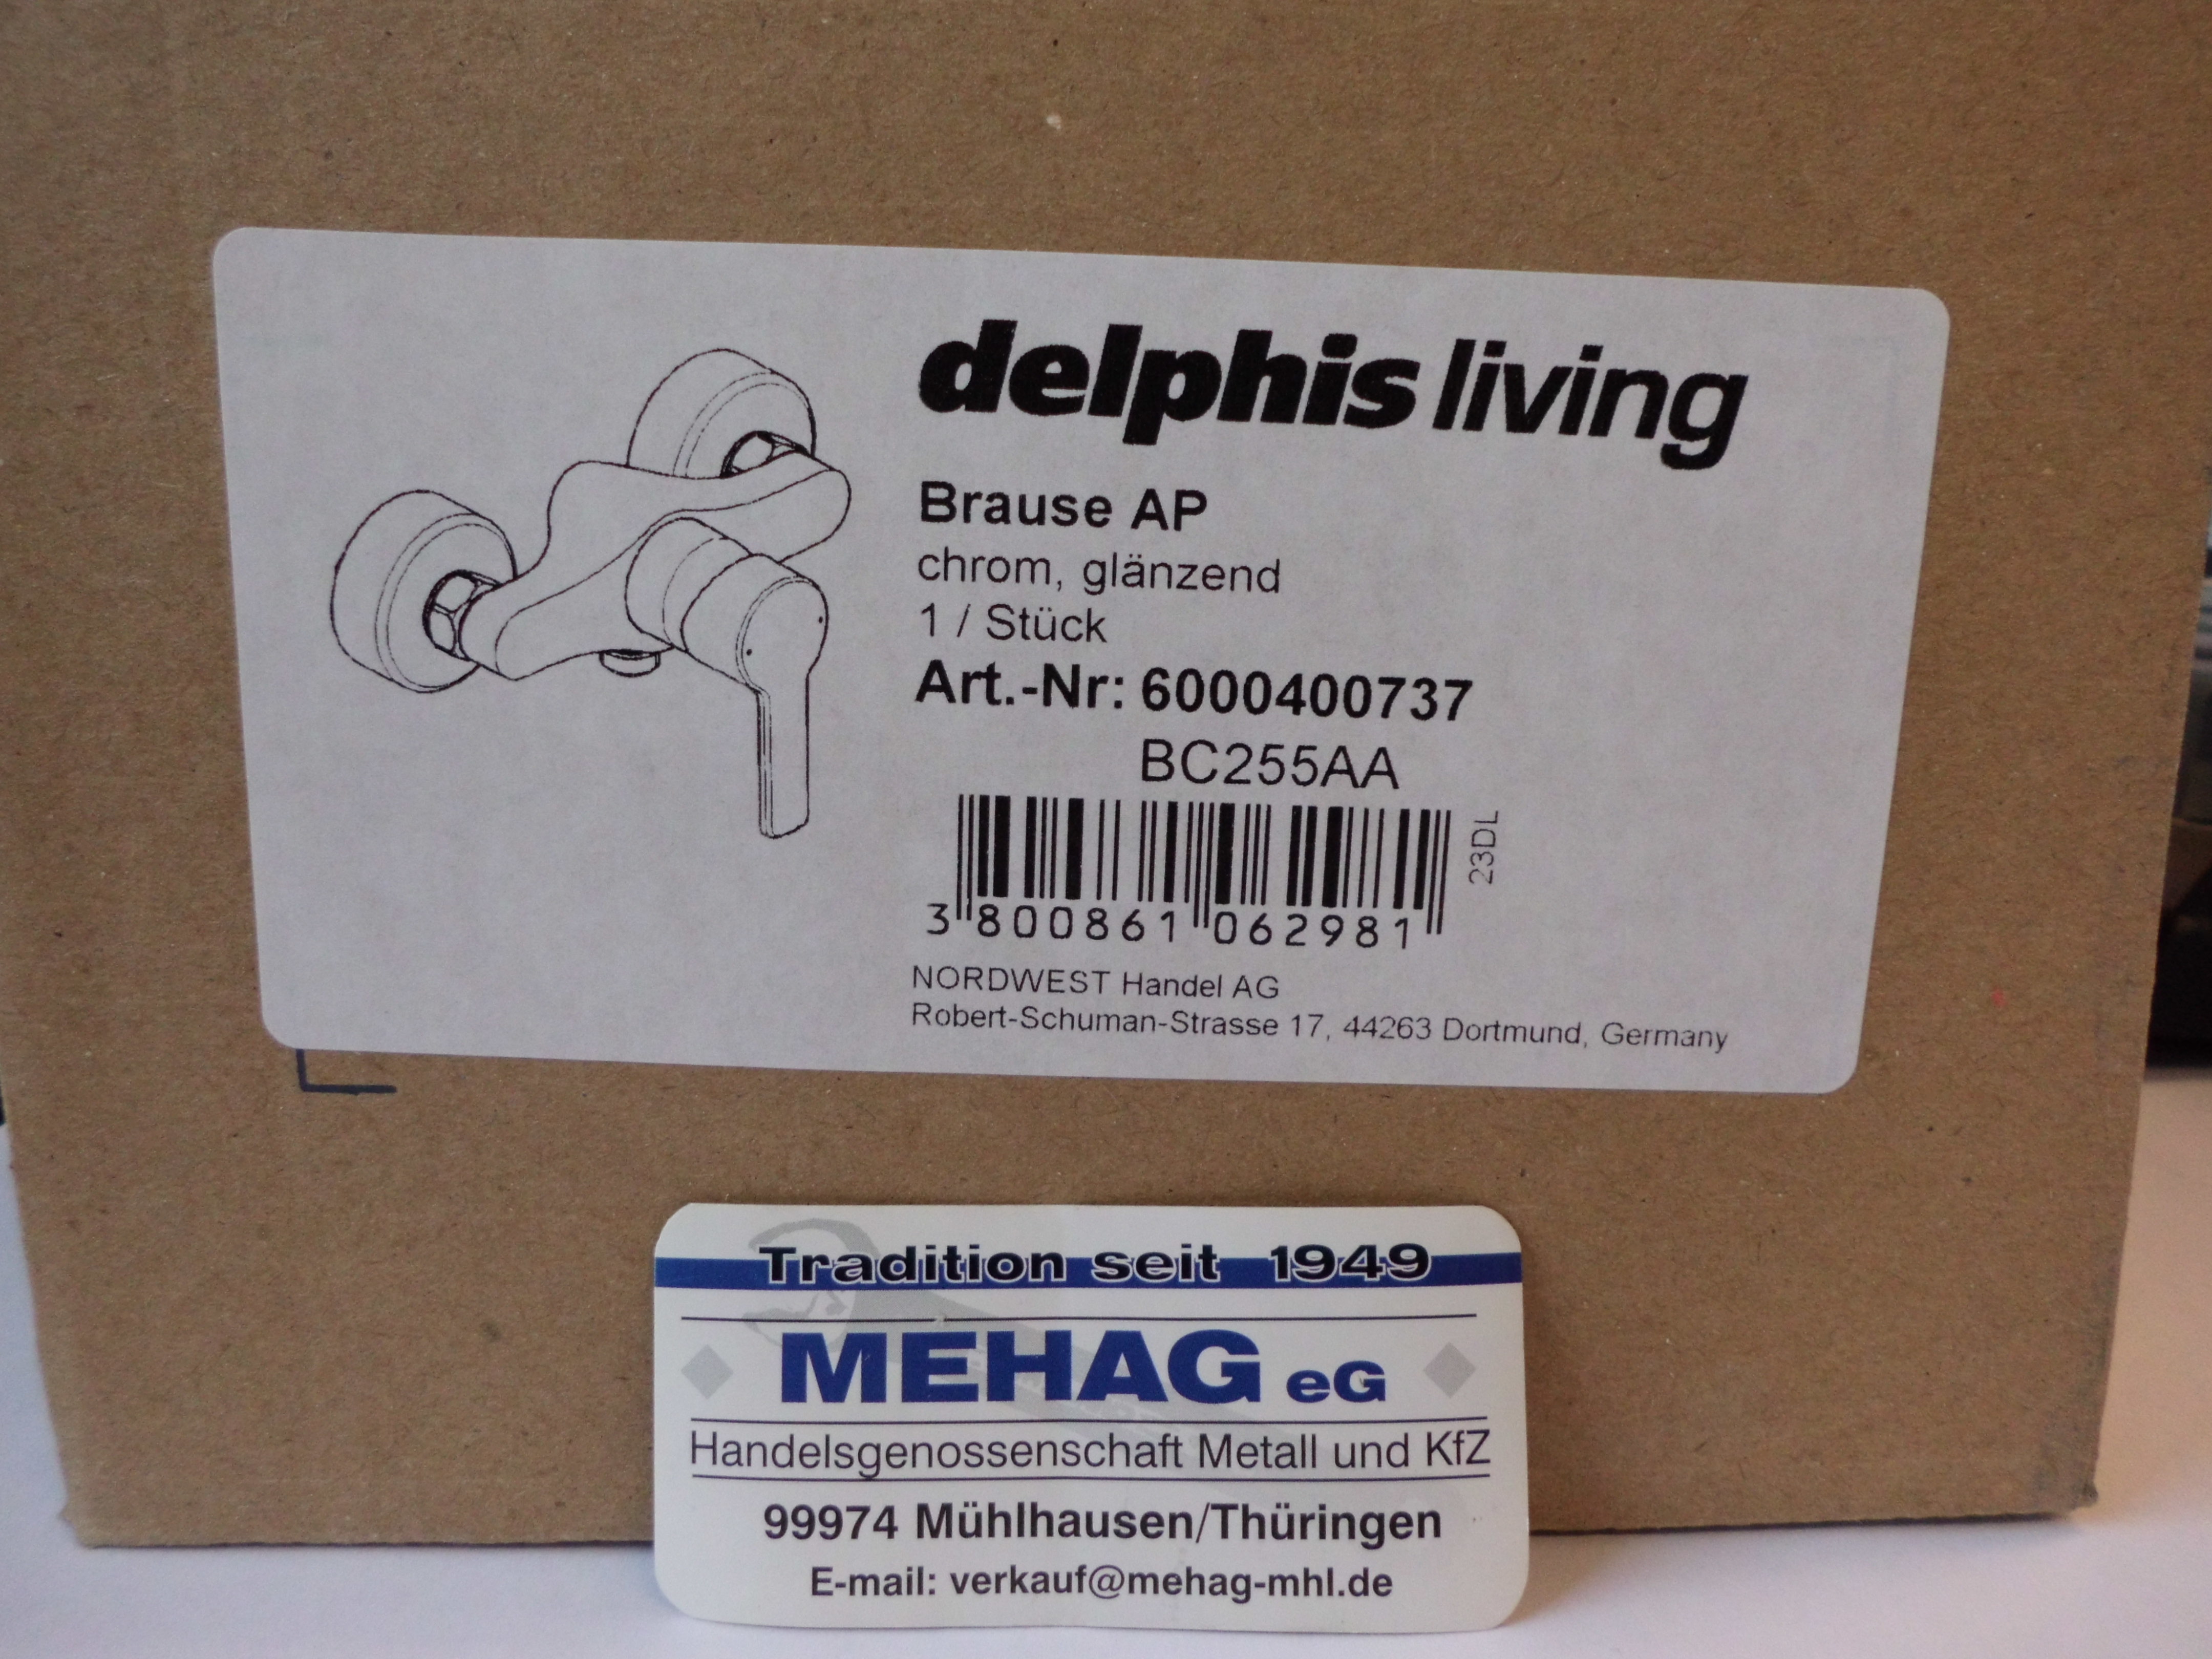 delphis living
Brause AP
chrom, glänzend
1 / Stück
Art.-Nr: 6000400737
BC255AA
23DL
3 800861 062981
NORDWEST Handel AG
Robert-Schuman-Strasse 17, 44263 Dortmund, Germany
Tradition seit 1949
MEHAG eG
Handelsgenossenschaft Metall und KfZ
99974 Mühlhausen/Thüringen
E-mail: verkauf@mehag-mhl.de